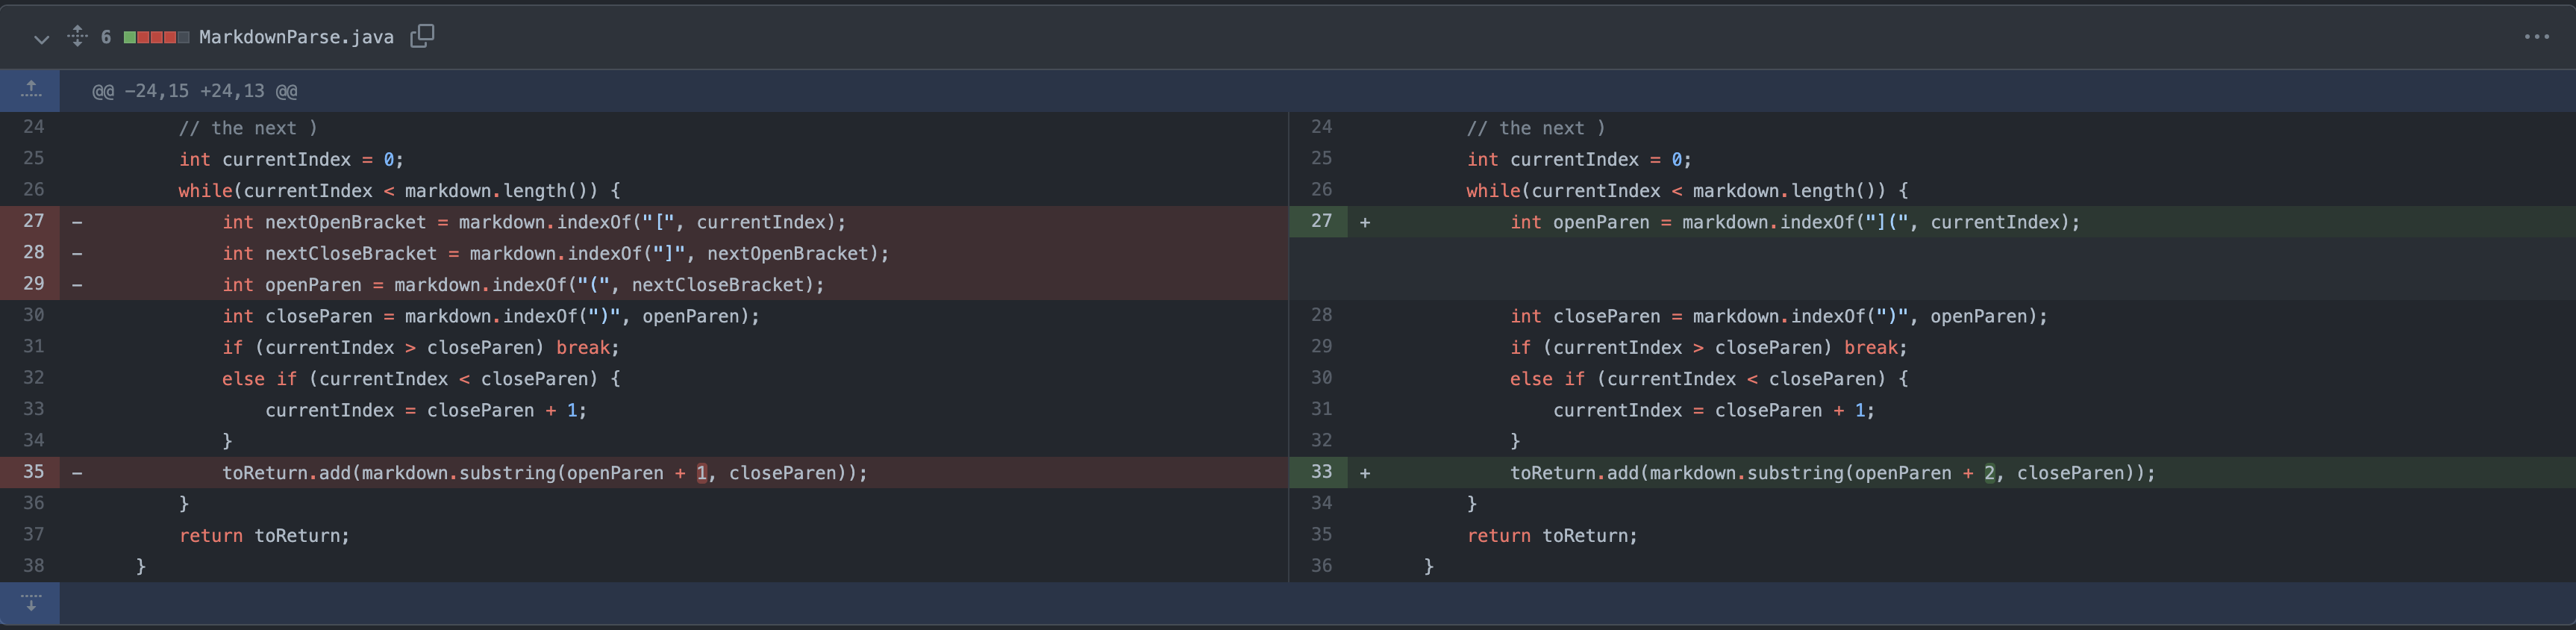 6 MarkdownParse.java
@@ -24,15 +24,13 @@
24 // the next )
25 int currentIndex = 0;
26 while(currentIndex < markdown.length()) {
27 - int nextOpenBracket = markdown.indexOf("[", currentIndex);
28 - int nextCloseBracket = markdown.indexOf("]", nextOpenBracket);
29 - int openParen = markdown.indexOf("(", nextCloseBracket);
30 int closeParen = markdown.indexOf(")", openParen);
31 if (currentIndex > closeParen) break;
32 else if (currentIndex < closeParen) {
33 currentIndex = closeParen + 1;
34 }
35 - toReturn.add(markdown.substring(openParen + 1, closeParen));
36 }
37 return toReturn;
38 }
24 // the next )
25 int currentIndex = 0;
26 while(currentIndex < markdown.length()) {
27 + int openParen = markdown.indexOf("](", currentIndex);
28 int closeParen = markdown.indexOf(")", openParen);
29 if (currentIndex > closeParen) break;
30 else if (currentIndex < closeParen) {
31 currentIndex = closeParen + 1;
32 }
33 + toReturn.add(markdown.substring(openParen + 2, closeParen));
34 }
35 return toReturn;
36 }